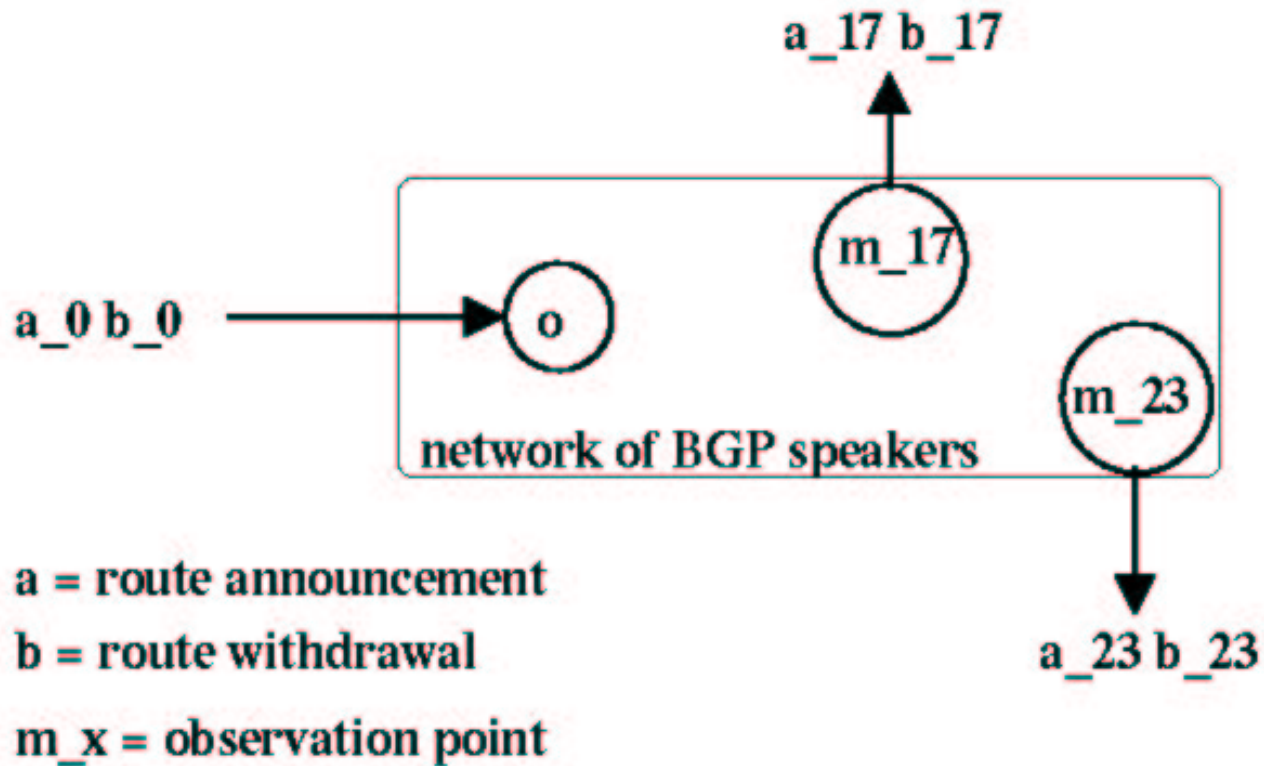 a_17 b_17
m_17
a_0 b_0
o
m_23
network of BGP speakers
a = route announcement
b = route withdrawal
a_23 b_23
m_x = observation point